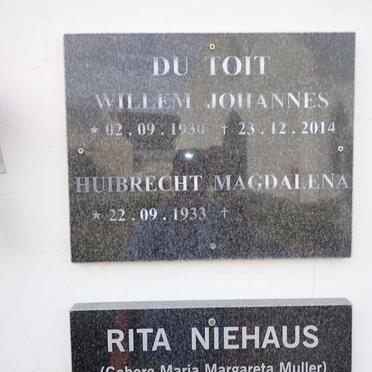 DU TOIT
WILLEM JOHANNES
* 02.09.1930 † 23.12.2014
HUIBRECHT MAGDALENA
* 22.09.1933 †
RITA NIEHAUS
(Gebore Maria Margareta Muller)